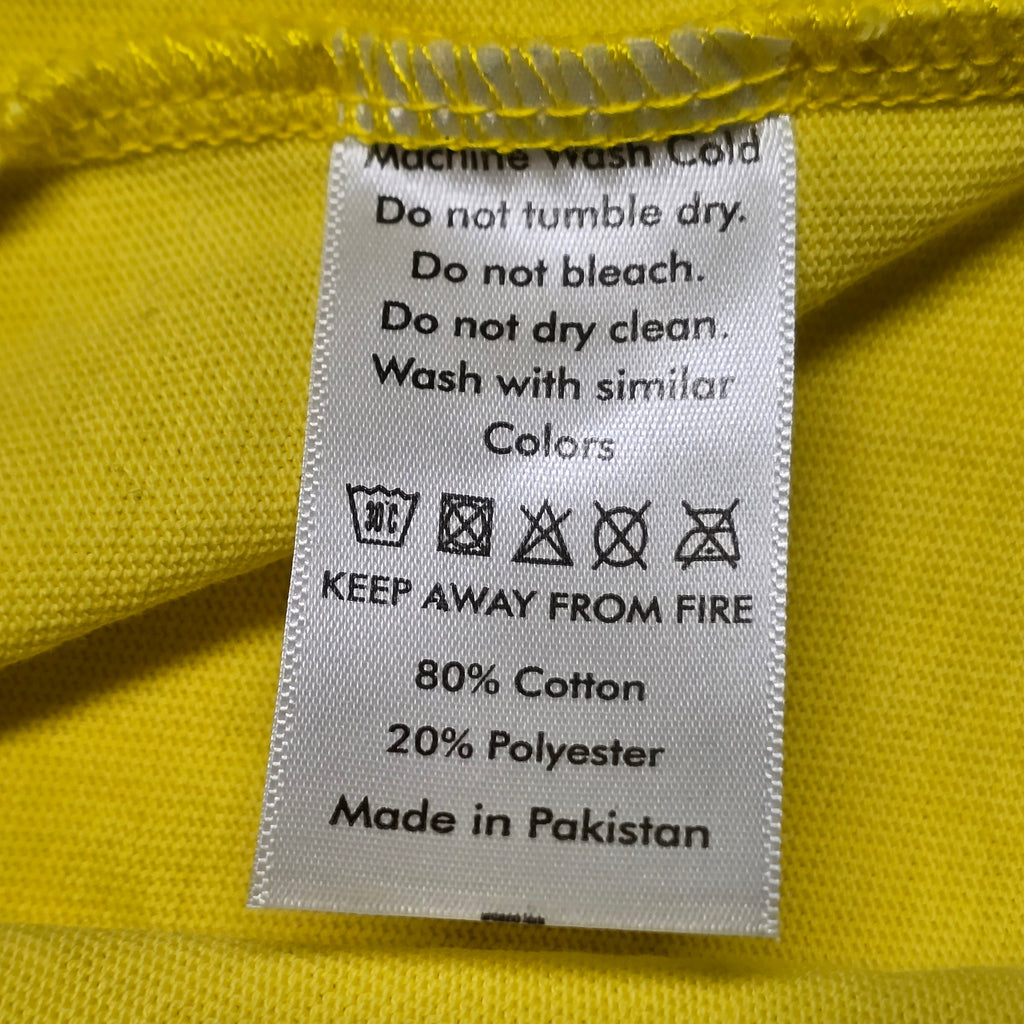 Machine Wash Cold
Do not tumble dry.
Do not bleach.
Do not dry clean.
Wash with similar
Colors
30°C
KEEP AWAY FROM FIRE
80% Cotton
20% Polyester
Made in Pakistan